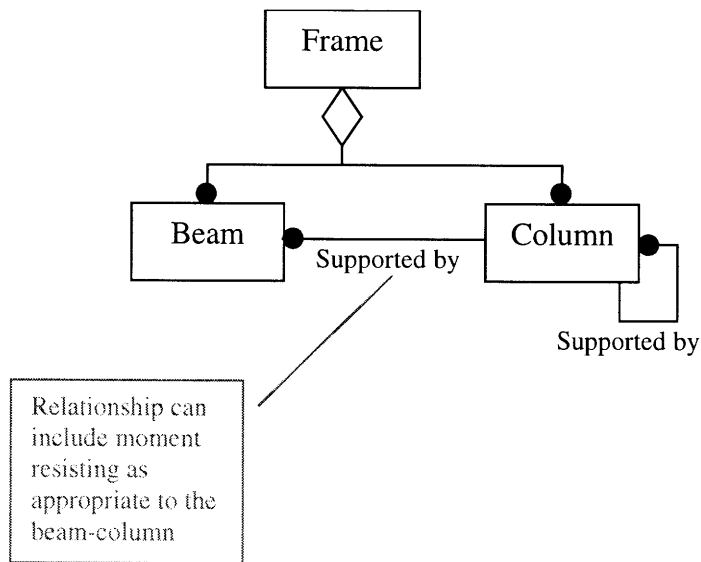 Frame
Beam
Column
Supported by
Supported by
Relationship can
include moment
resisting as
appropriate to the
beam-column